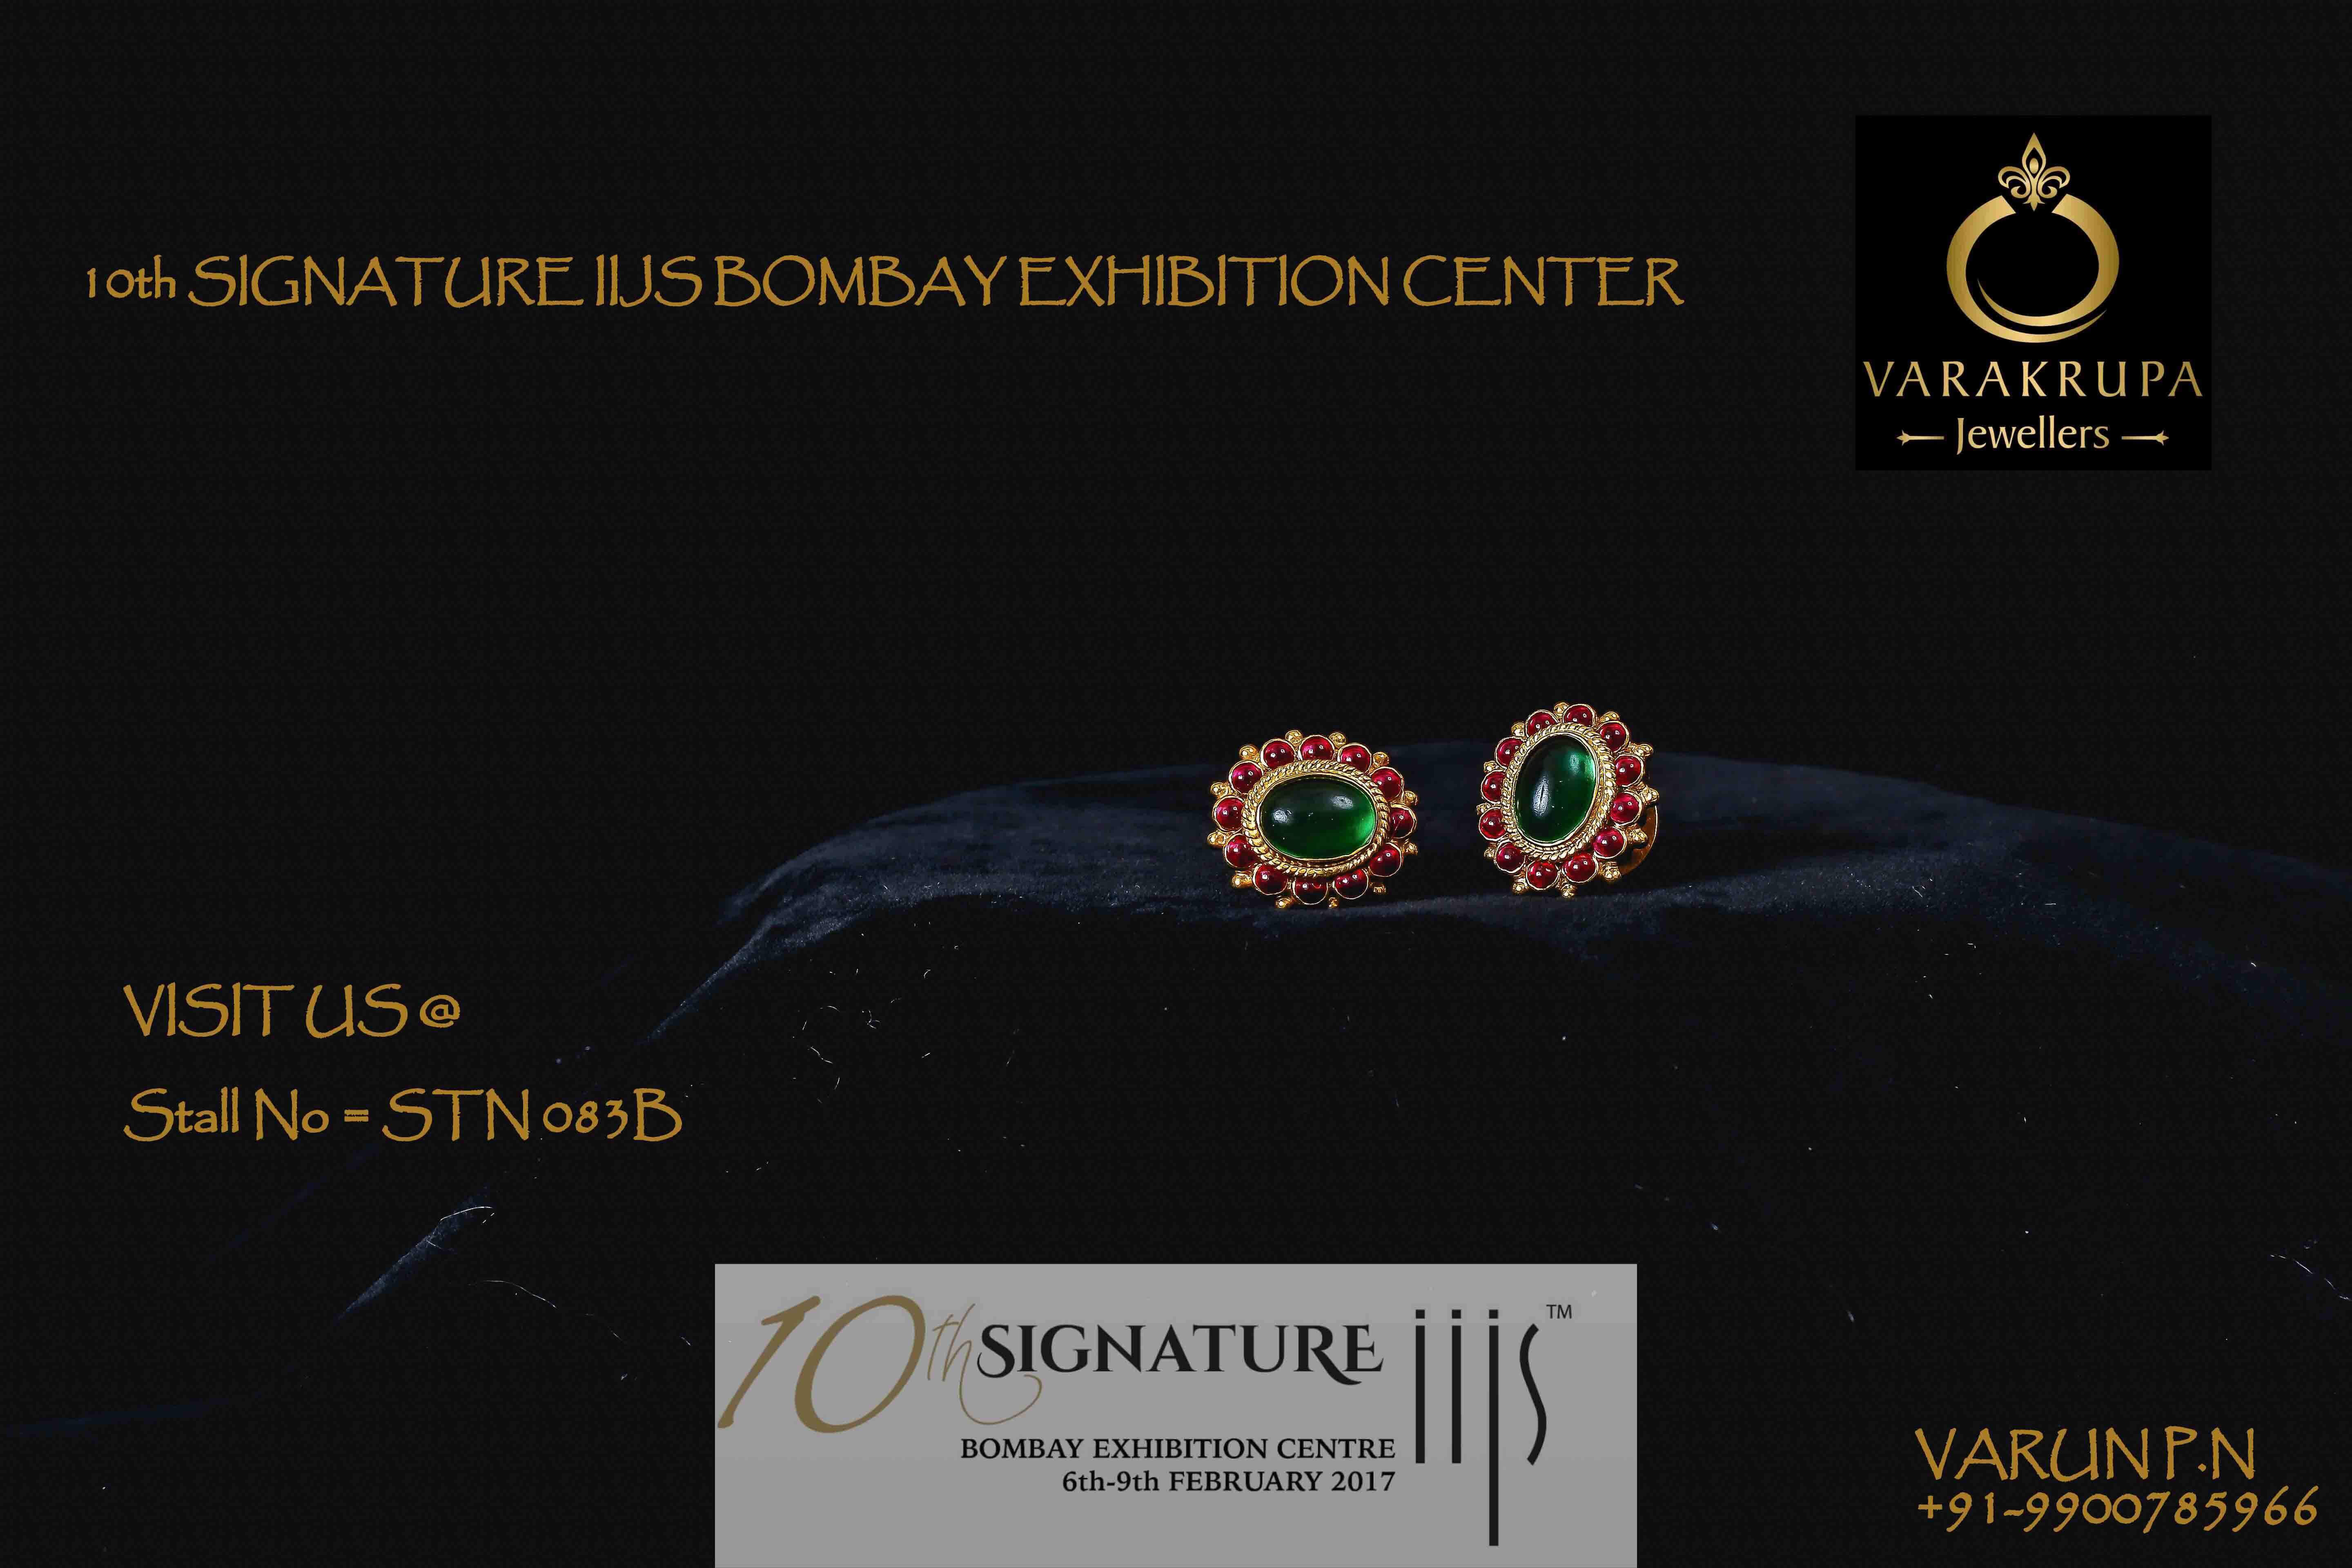 10th SIGNATURE IIJS BOMBAY EXHIBITION CENTER
VARAKRUPA
Jewellers
VISIT US @
Stall No = STN 083B
10th SIGNATURE iijs™
BOMBAY EXHIBITION CENTRE
6th-9th FEBRUARY 2017
VARUN P.N
+91-9900785966